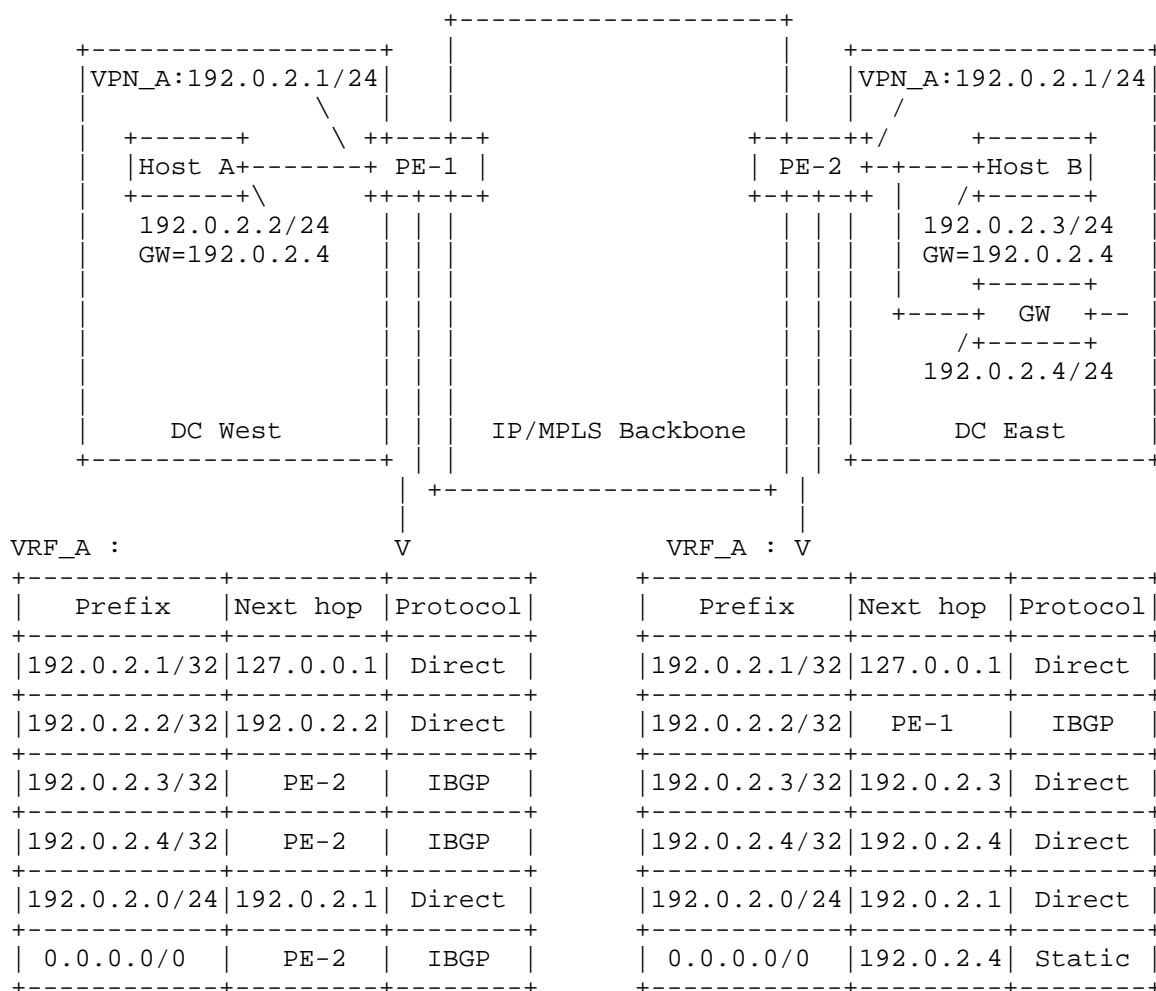 VPN_A:192.0.2.1/24 VPN_A:192.0.2.1/24
Host A PE-1 PE-2 Host B
192.0.2.2/24 192.0.2.3/24
GW=192.0.2.4 GW=192.0.2.4
GW
192.0.2.4/24
DC West IP/MPLS Backbone DC East
VRF_A : V VRF_A : V
Prefix Next hop Protocol Prefix Next hop Protocol
192.0.2.1/32 127.0.0.1 Direct 192.0.2.1/32 127.0.0.1 Direct
192.0.2.2/32 192.0.2.2 Direct 192.0.2.2/32 PE-1 IBGP
192.0.2.3/32 PE-2 IBGP 192.0.2.3/32 192.0.2.3 Direct
192.0.2.4/32 PE-2 IBGP 192.0.2.4/32 192.0.2.4 Direct
192.0.2.0/24 192.0.2.1 Direct 192.0.2.0/24 192.0.2.1 Direct
0.0.0.0/0 PE-2 IBGP 0.0.0.0/0 192.0.2.4 Static